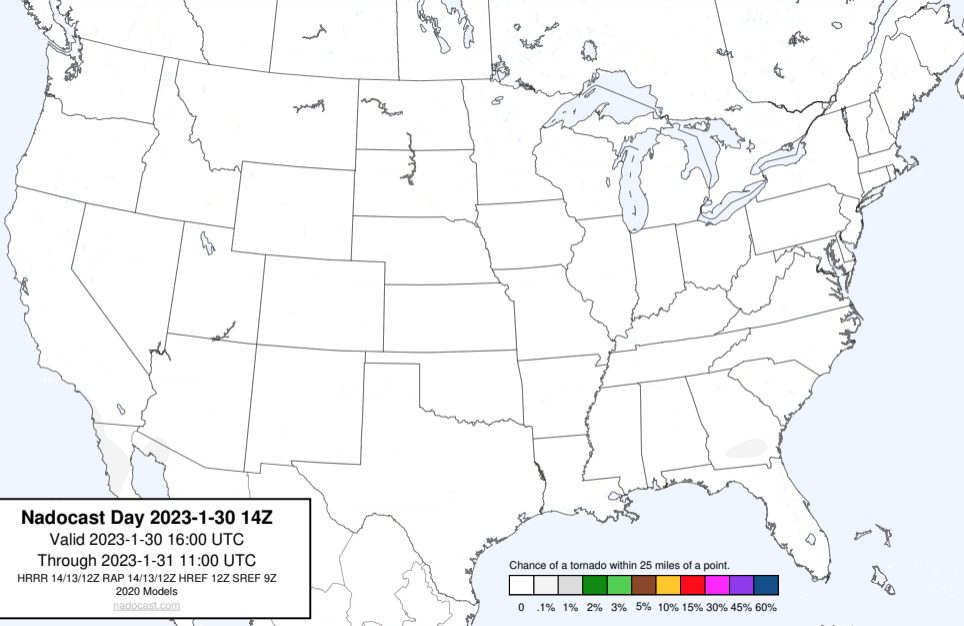 Nadocast Day 2023-1-30 14Z
Valid 2023-1-30 16:00 UTC
Through 2023-1-31 11:00 UTC
HRRR 14/13/12Z RAP 14/13/12Z HREF 12Z SREF 9Z
2020 Models
nadocast.com
Chance of a tornado within 25 miles of a point.
0 .1% 1% 2% 3% 5% 10% 15% 30% 45% 60%